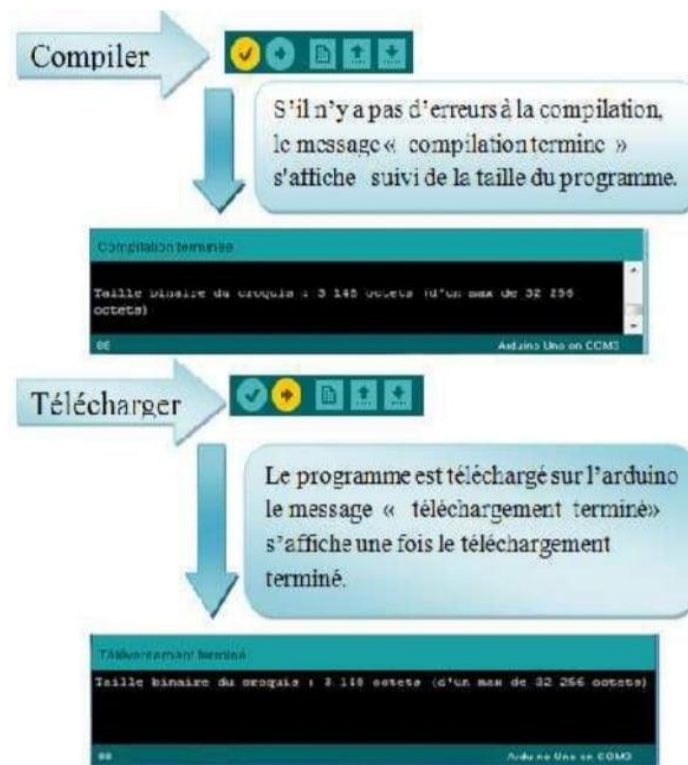 Compiler
S'il n'y a pas d'erreurs à la compilation,
le message « compilation termine »
s'affiche suivi de la taille du programme.
Compilation terminée
Taille binaire du croquis : 3 148 octets (d'un max de 32 256
octets)
Arduino Uno on COM3
Télécharger
Le programme est téléchargé sur l'arduino
le message « téléchargement terminé»
s'affiche une fois le téléchargement
terminé.
Téléversement terminé
Taille binaire du croquis : 3 148 octets (d'un max de 32 256 octets)
Arduino Uno on COM3